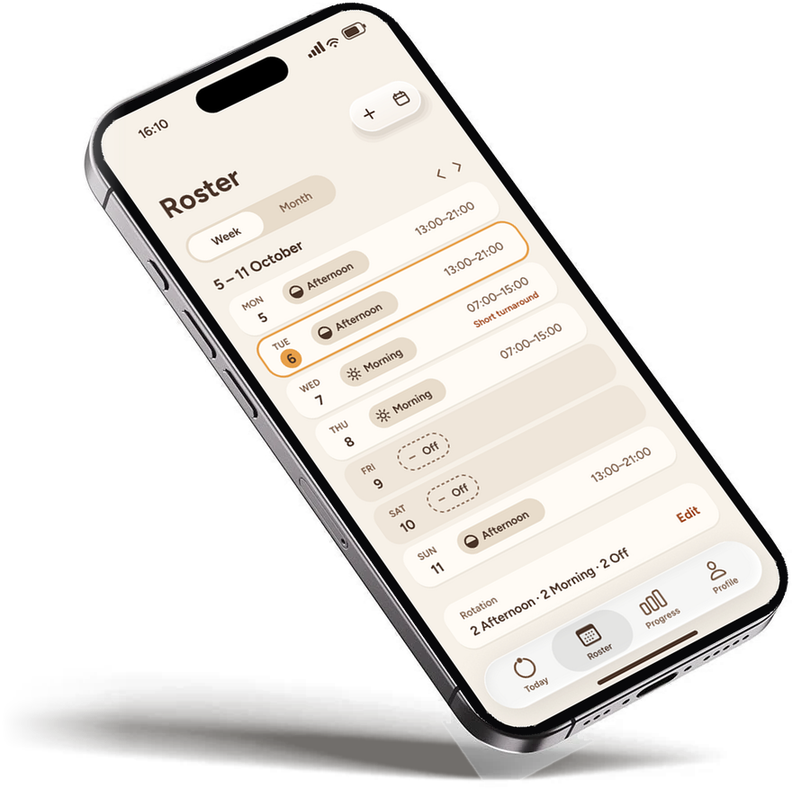 16:10
Roster
Week Month
5 – 11 October
MON 5 Afternoon 13:00–21:00
TUE 6 Afternoon 13:00–21:00
WED 7 Morning 07:00–15:00
Short turnaround
THU 8 Morning 07:00–15:00
FRI 9 – Off
SAT 10 – Off
SUN 11 Afternoon 13:00–21:00
Rotation
2 Afternoon · 2 Morning · 2 Off Edit
Today Roster Progress Profile